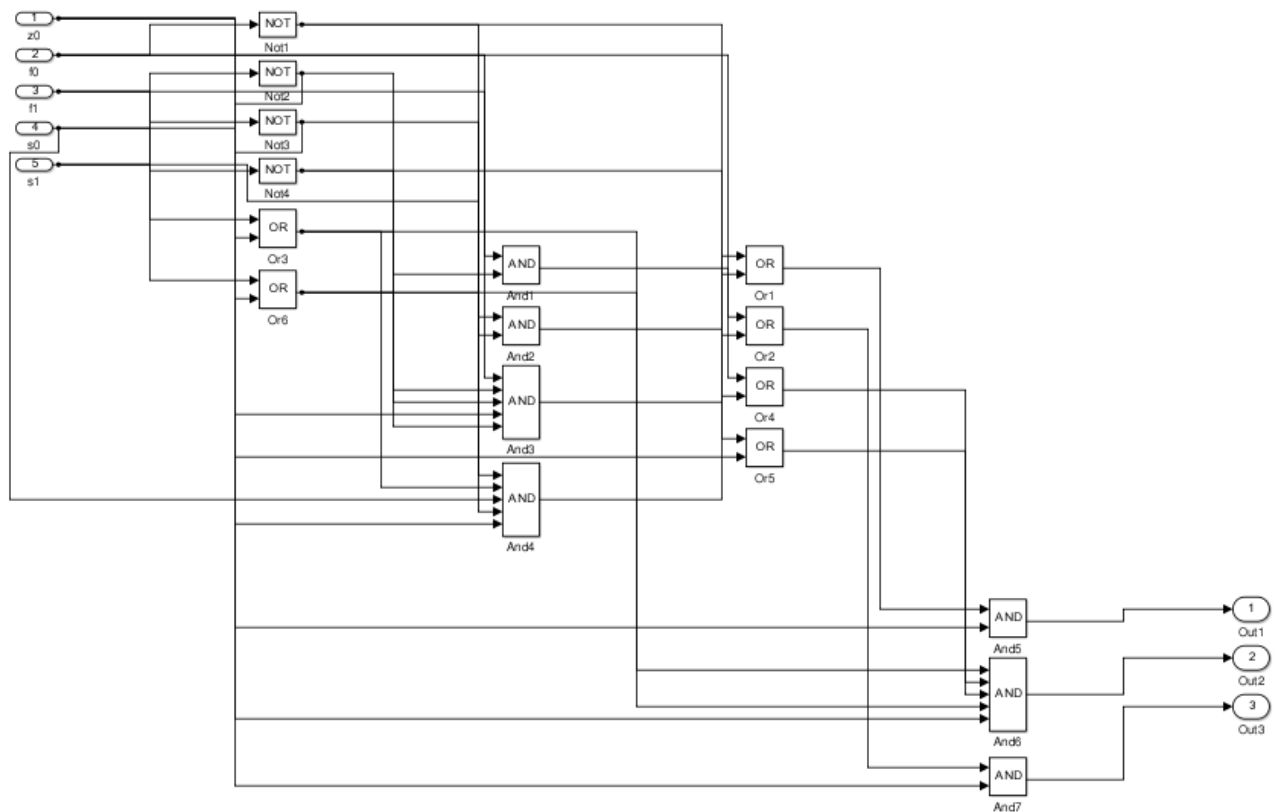 1
z0
2
f0
3
f1
4
s0
5
s1
NOT
Not1
NOT
Not2
NOT
Not3
NOT
Not4
OR
Or3
OR
Or6
AND
And1
AND
And2
AND
And3
AND
And4
OR
Or1
OR
Or2
OR
Or4
OR
Or5
AND
And5
AND
And6
AND
And7
1
Out1
2
Out2
3
Out3